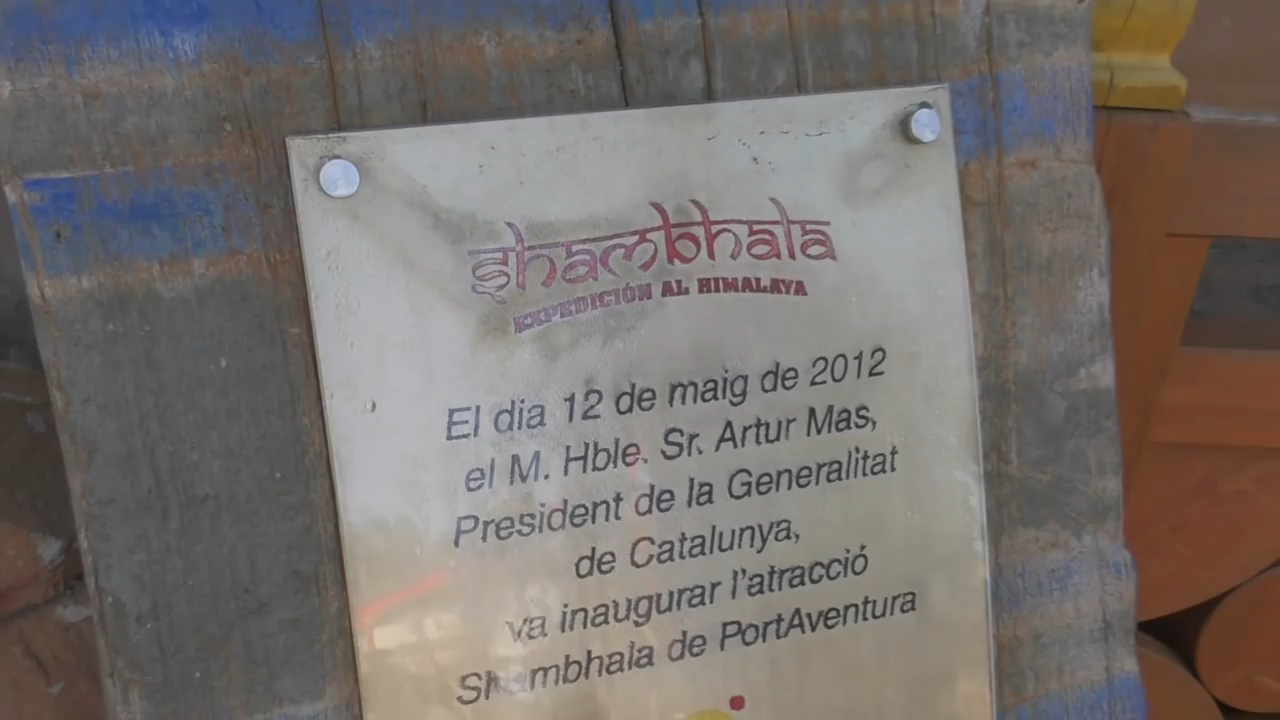 shambhala
EXPEDICIÓN AL HIMALAYA
El dia 12 de maig de 2012
el M. Hble. Sr. Artur Mas,
President de la Generalitat
de Catalunya,
va inaugurar l'atracció
Shambhala de PortAventura